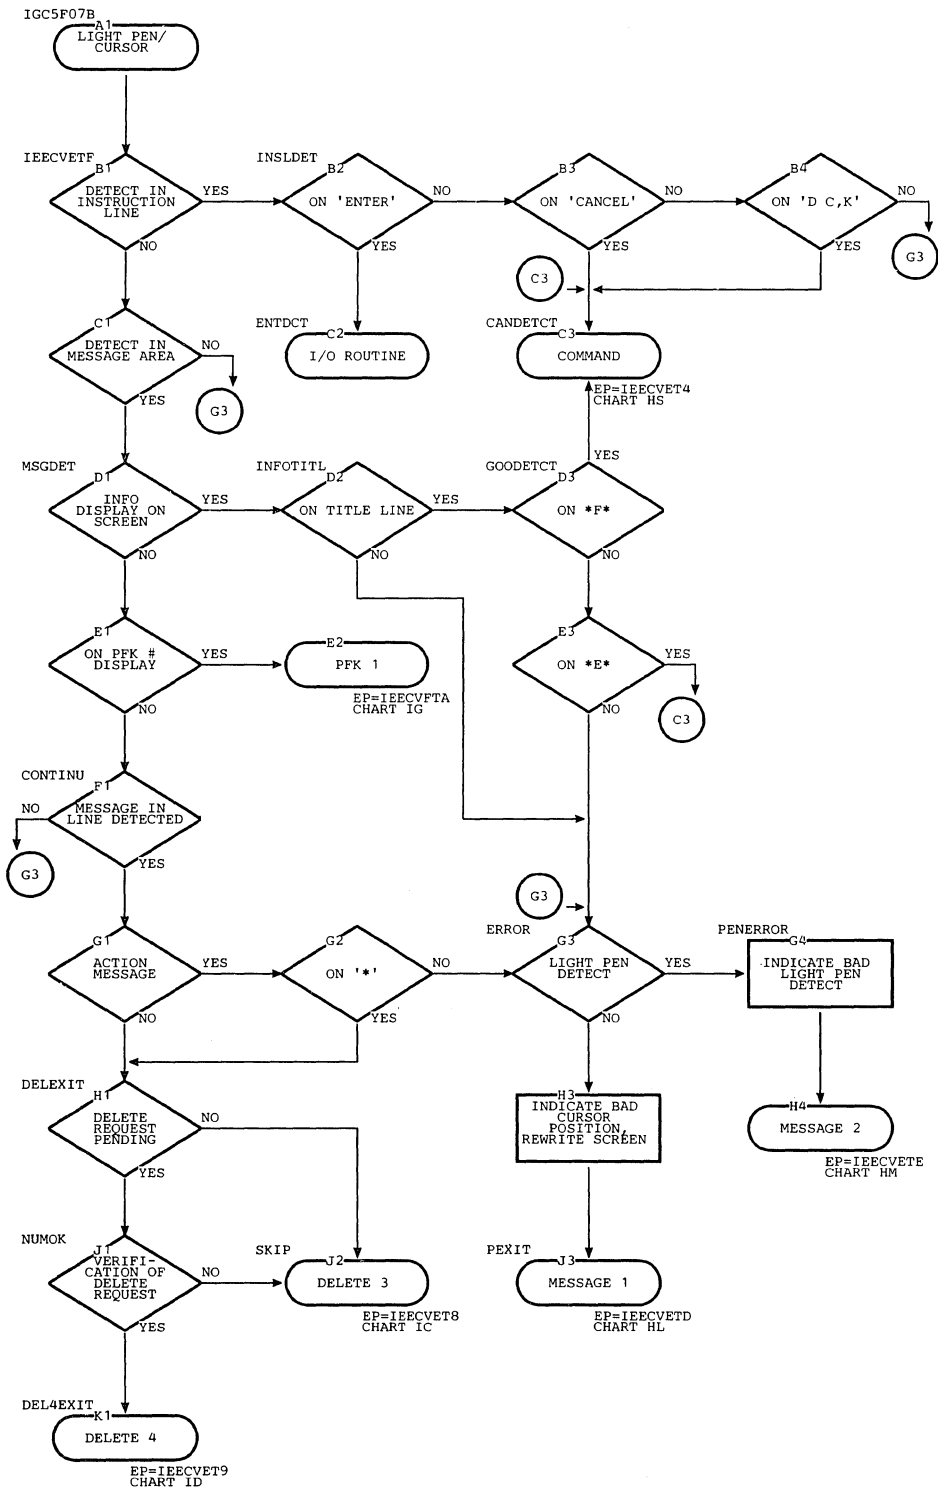 IGC5F07B
A1
LIGHT PEN/
CURSOR
IEECVETF
B1
DETECT IN
INSTRUCTION
LINE
YES
NO
INSLDET
B2
ON 'ENTER'
NO
YES
B3
ON 'CANCEL'
NO
YES
B4
ON 'D C,K'
NO
YES
G3
C3
C1
DETECT IN
MESSAGE AREA
NO
YES
G3
ENTDCT
C2
I/O ROUTINE
CANDETCT
C3
COMMAND
EP=IEECVET4
CHART HS
MSGDET
D1
INFO
DISPLAY ON
SCREEN
YES
NO
INFOTITL
D2
ON TITLE LINE
YES
NO
GOODETCT
D3
YES
ON *F*
NO
E1
ON PFK #
DISPLAY
YES
NO
E2
PFK 1
EP=IEECVFTA
CHART IG
E3
ON *E*
YES
NO
C3
CONTINU
F1
MESSAGE IN
LINE DETECTED
NO
YES
G3
G3
G1
ACTION
MESSAGE
YES
NO
G2
ON '*'
NO
YES
ERROR
G3
LIGHT PEN
DETECT
YES
NO
PENERROR
G4
INDICATE BAD
LIGHT PEN
DETECT
DELEXIT
H1
DELETE
REQUEST
PENDING
NO
YES
H3
INDICATE BAD
CURSOR
POSITION,
REWRITE SCREEN
H4
MESSAGE 2
EP=IEECVETE
CHART HM
NUMOK
J1
VERIFI-
CATION OF
DELETE
REQUEST
NO
YES
SKIP
J2
DELETE 3
EP=IEECVET8
CHART IC
PEXIT
J3
MESSAGE 1
EP=IEECVETD
CHART HL
DEL4EXIT
K1
DELETE 4
EP=IEECVET9
CHART ID